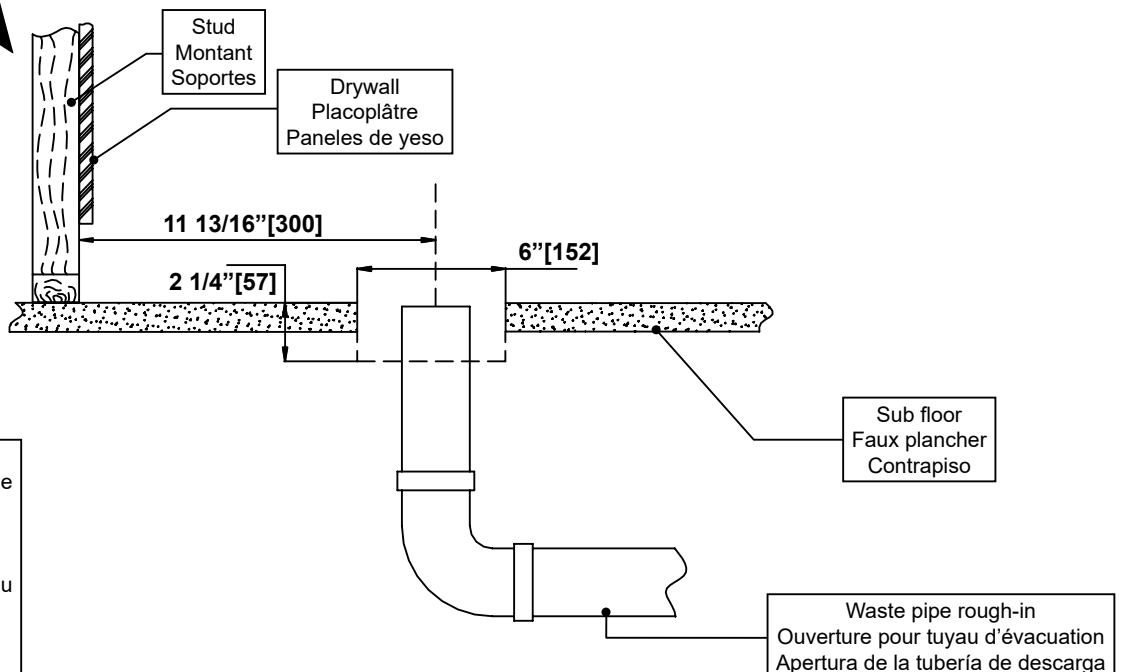 Stud
Montant
Soportes
Drywall
Placoplâtre
Paneles de yeso
11 13/16”[300]
6”[152]
2 1/4”[57]
Sub floor
Faux plancher
Contrapiso
e
u
Waste pipe rough-in
Ouverture pour tuyau d’évacuation
Apertura de la tubería de descarga